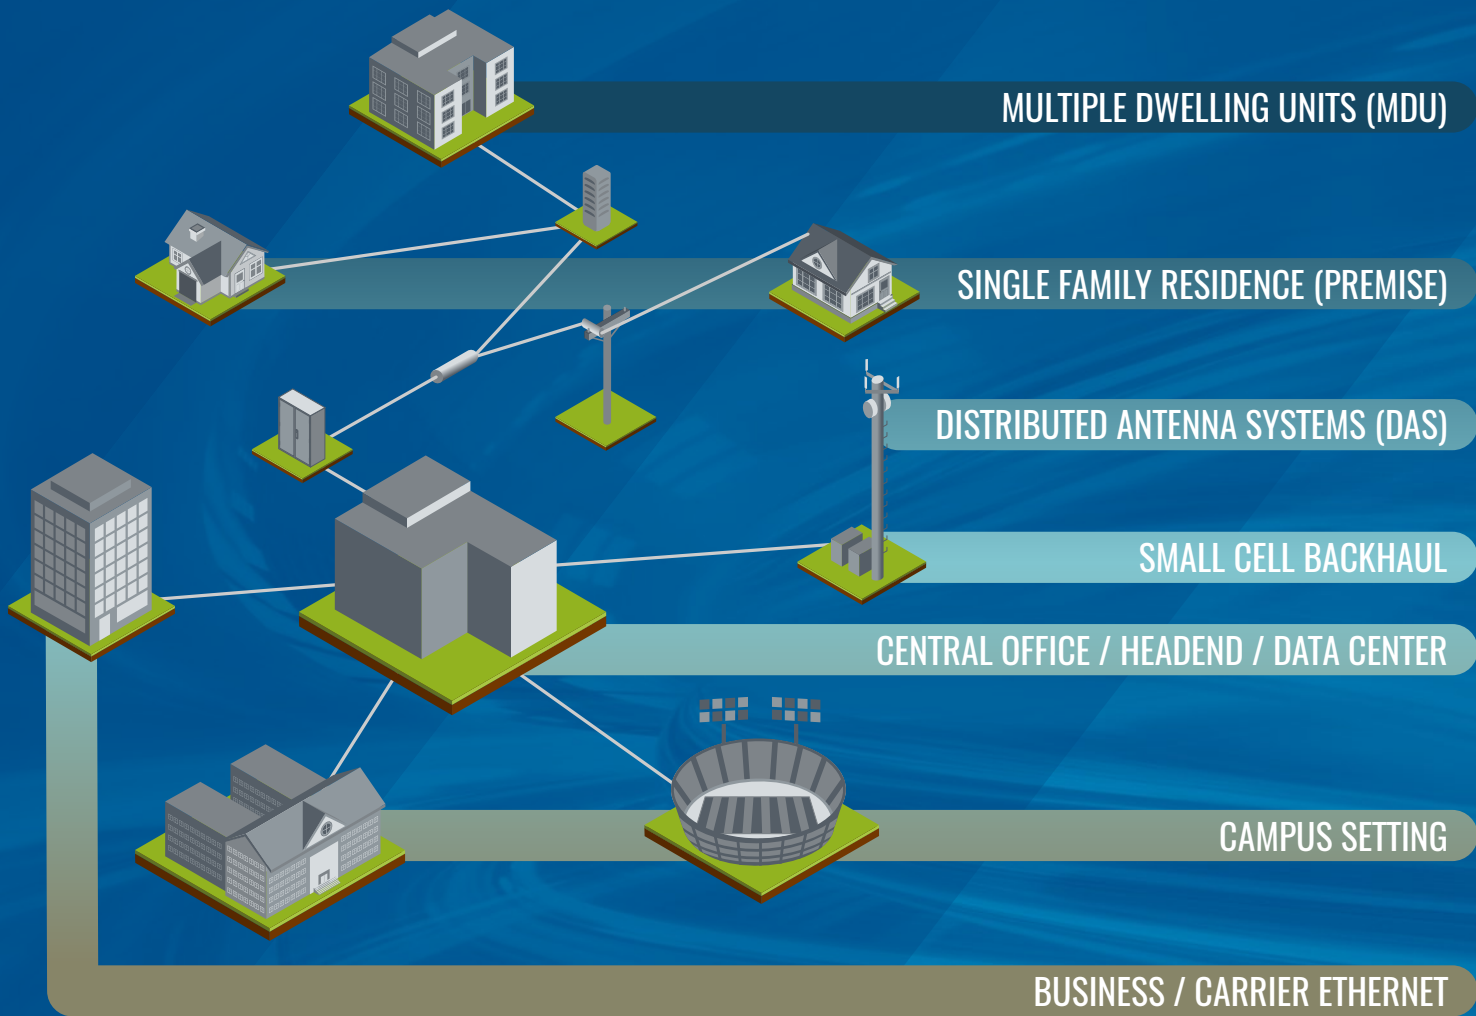 MULTIPLE DWELLING UNITS (MDU)
SINGLE FAMILY RESIDENCE (PREMISE)
DISTRIBUTED ANTENNA SYSTEMS (DAS)
SMALL CELL BACKHAUL
CENTRAL OFFICE / HEADEND / DATA CENTER
CAMPUS SETTING
BUSINESS / CARRIER ETHERNET